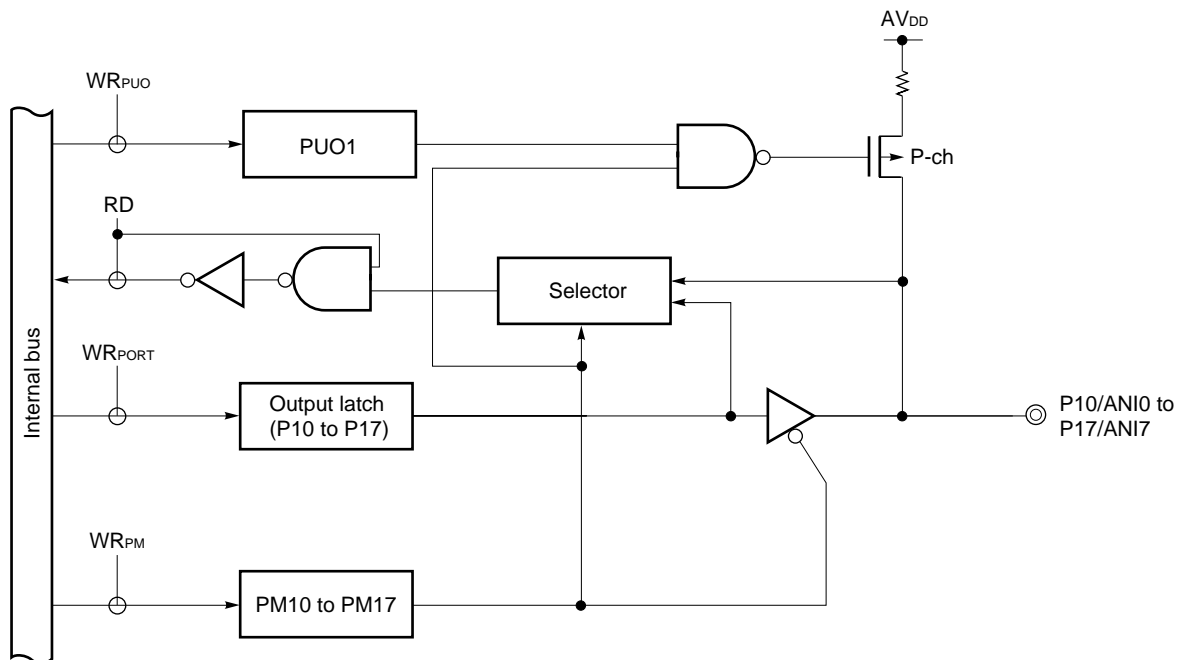 AVDD
WRPUO
PUO1
P-ch
RD
Selector
Internal bus
WRPORT
Output latch
(P10 to P17)
P10/ANI0 to
P17/ANI7
WRPM
PM10 to PM17